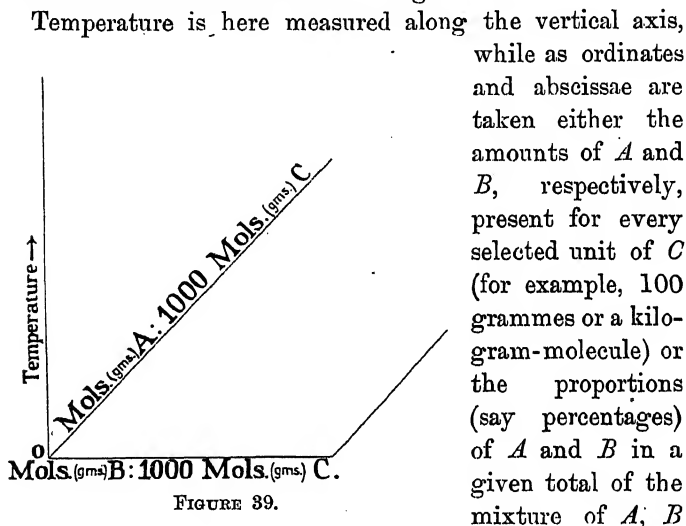 Temperature is here measured along the vertical axis,
while as ordinates
and abscissae are
taken either the
amounts of A and
B, respectively,
present for every
selected unit of C
(for example, 100
grammes or a kilo-
gram-molecule) or
the proportions
(say percentages)
of A and B in a
given total of the
mixture of A, B
Temperature→
Mols.(gms.)A: 1000 Mols.(gms.) C
O
Mols.(gms)B: 1000 Mols.(gms.) C.
FIGURE 39.